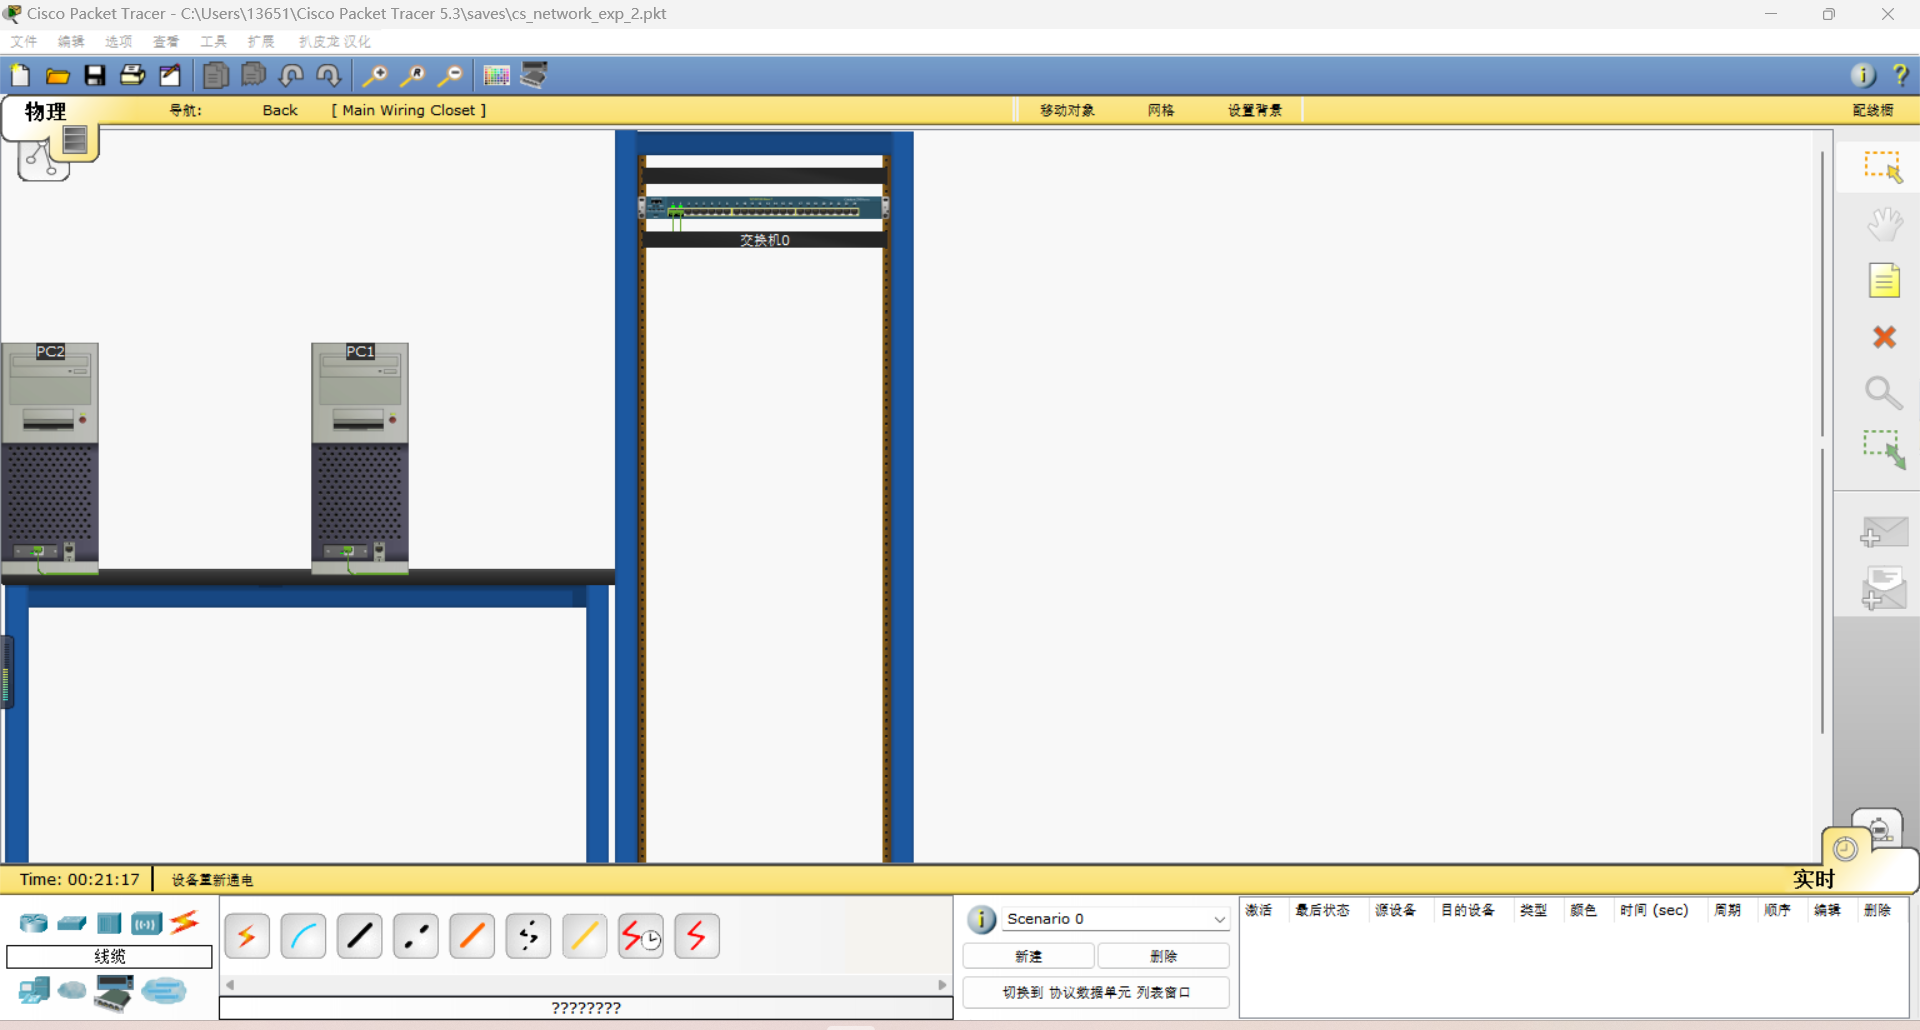 Cisco Packet Tracer - C:\Users\13651\Cisco Packet Tracer 5.3\saves\cs_network_exp_2.pkt
文件 编辑 选项 查看 工具 扩展 扒皮龙 汉化
物理 导航: Back [ Main Wiring Closet ] 移动对象 网格 设置背景 配线橱
交换机0
PC2 PC1
Time: 00:21:17 设备重新通电 实时
线缆
????????
Scenario 0
新建 删除
切换到 协议数据单元 列表窗口
激活 最后状态 源设备 目的设备 类型 颜色 时间 (sec) 周期 顺序 编辑 删除